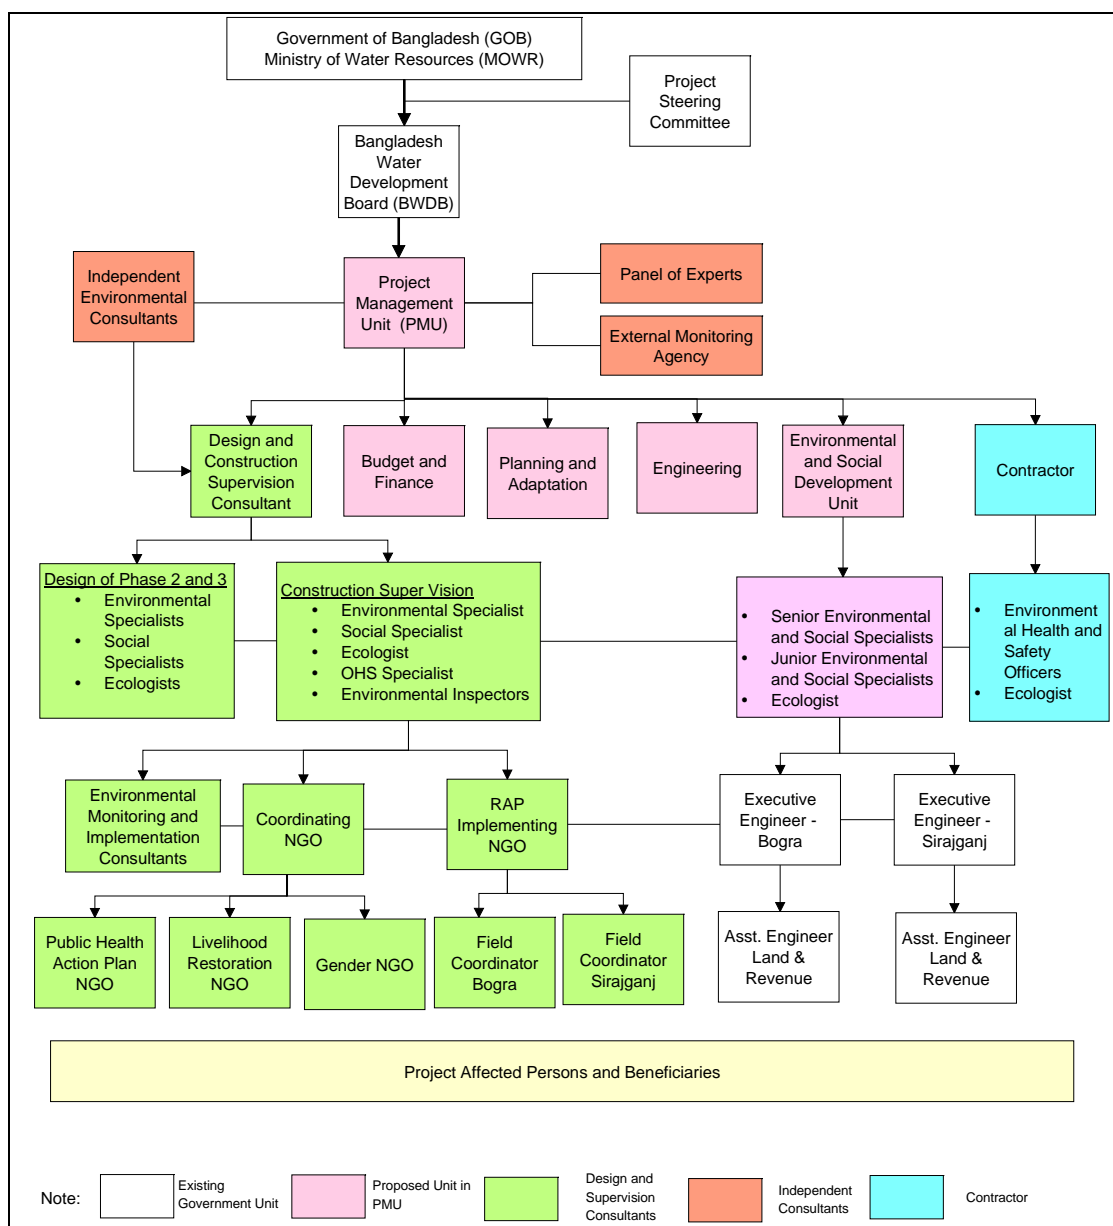 Government of Bangladesh (GOB)
Ministry of Water Resources (MOWR)
Project
Steering
Committee
Bangladesh
Water
Development
Board (BWDB)
Independent
Environmental
Consultants
Project
Management
Unit (PMU)
Panel of Experts
External Monitoring
Agency
Design and
Construction
Supervision
Consultant
Budget and
Finance
Planning and
Adaptation
Engineering
Environmental
and Social
Development
Unit
Contractor
Design of Phase 2 and 3
• Environmental
Specialists
• Social
Specialists
• Ecologists
Construction Super Vision
• Environmental Specialist
• Social Specialist
• Ecologist
• OHS Specialist
• Environmental Inspectors
• Senior Environmental
and Social Specialists
• Junior Environmental
and Social Specialists
• Ecologist
• Environment
al Health and
Safety
Officers
• Ecologist
Environmental
Monitoring and
Implementation
Consultants
Coordinating
NGO
RAP
Implementing
NGO
Executive
Engineer -
Bogra
Executive
Engineer -
Sirajganj
Public Health
Action Plan
NGO
Livelihood
Restoration
NGO
Gender NGO
Field
Coordinator
Bogra
Field
Coordinator
Sirajganj
Asst. Engineer
Land &
Revenue
Asst. Engineer
Land &
Revenue
Project Affected Persons and Beneficiaries
Note:
Existing
Government Unit
Proposed Unit in
PMU
Design and
Supervision
Consultants
Independent
Consultants
Contractor